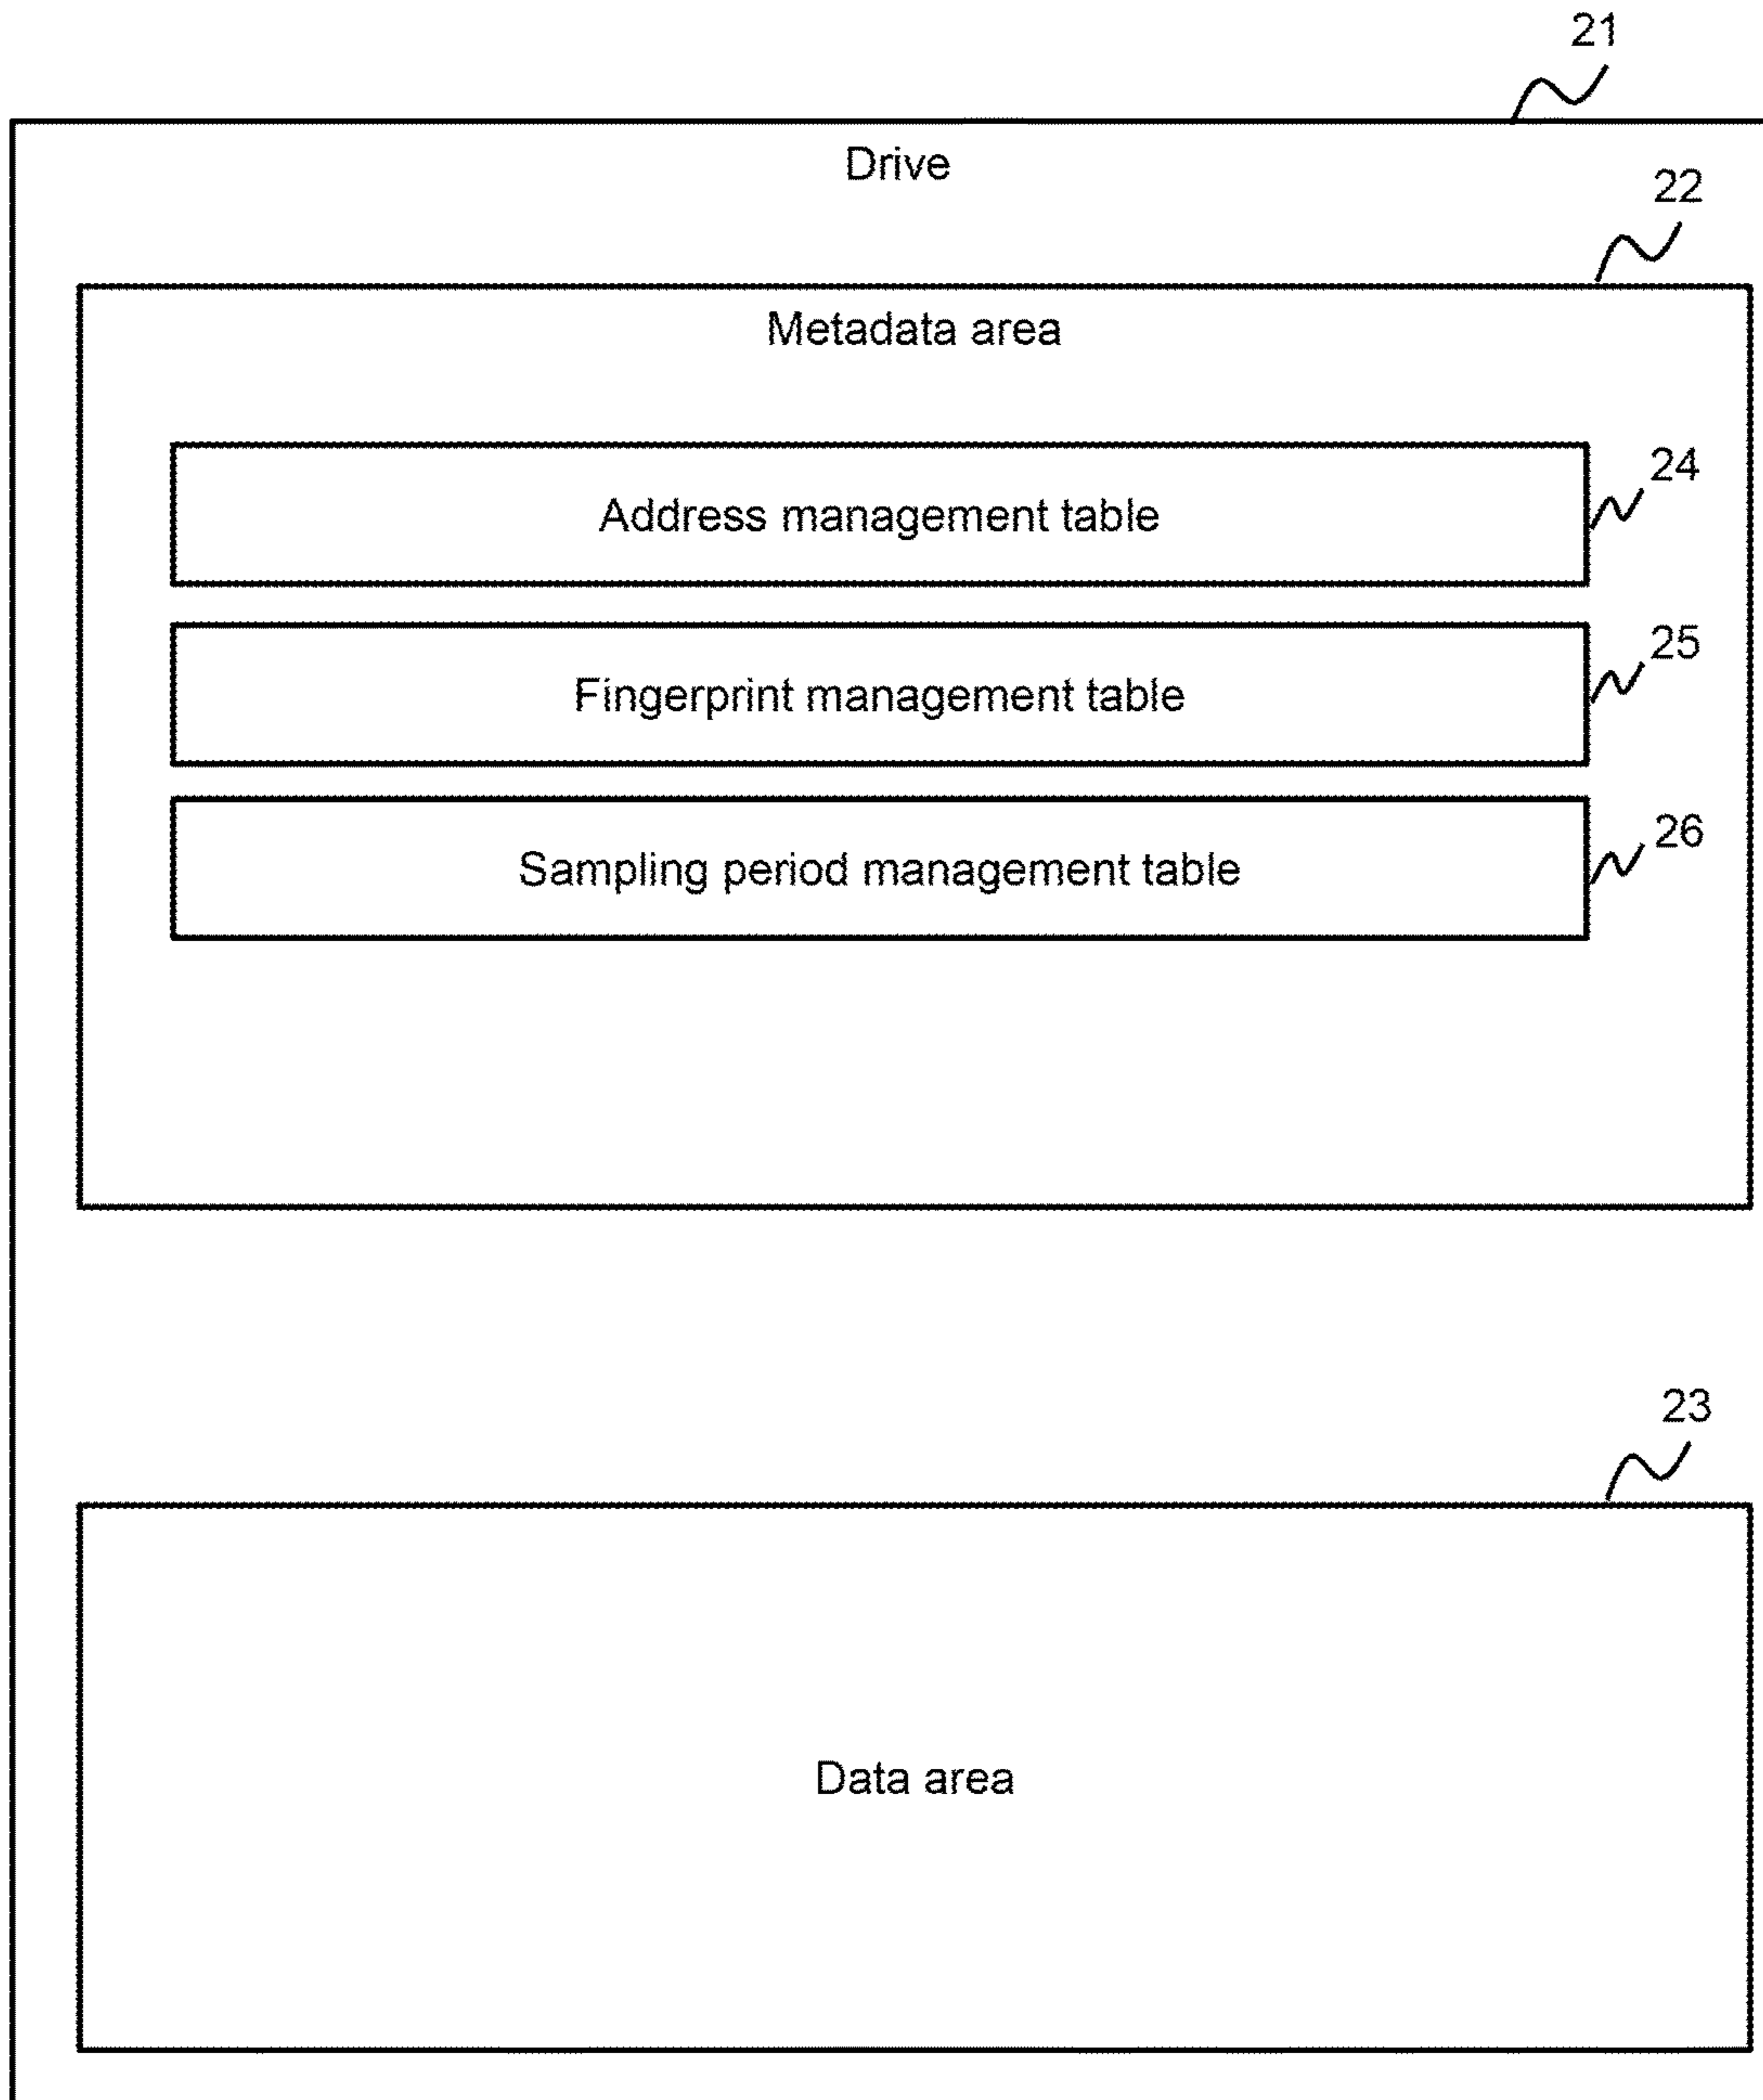 21
Drive
22
Metadata area
Address management table
24
Fingerprint management table
25
Sampling period management table
26
23
Data area